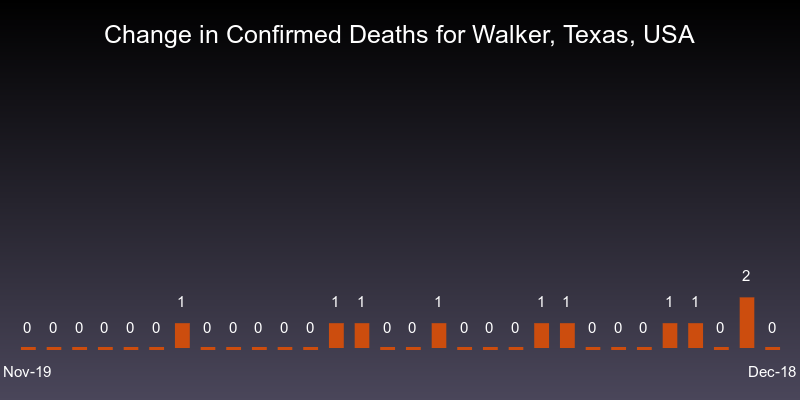 Change in Confirmed Deaths for Walker, Texas, USA
2
1 1 1 1 1 1 1 1
0 0 0 0 0 0 0 0 0 0 0 0 0 0 0 0 0 0 0 0 0
Nov-19 Dec-18